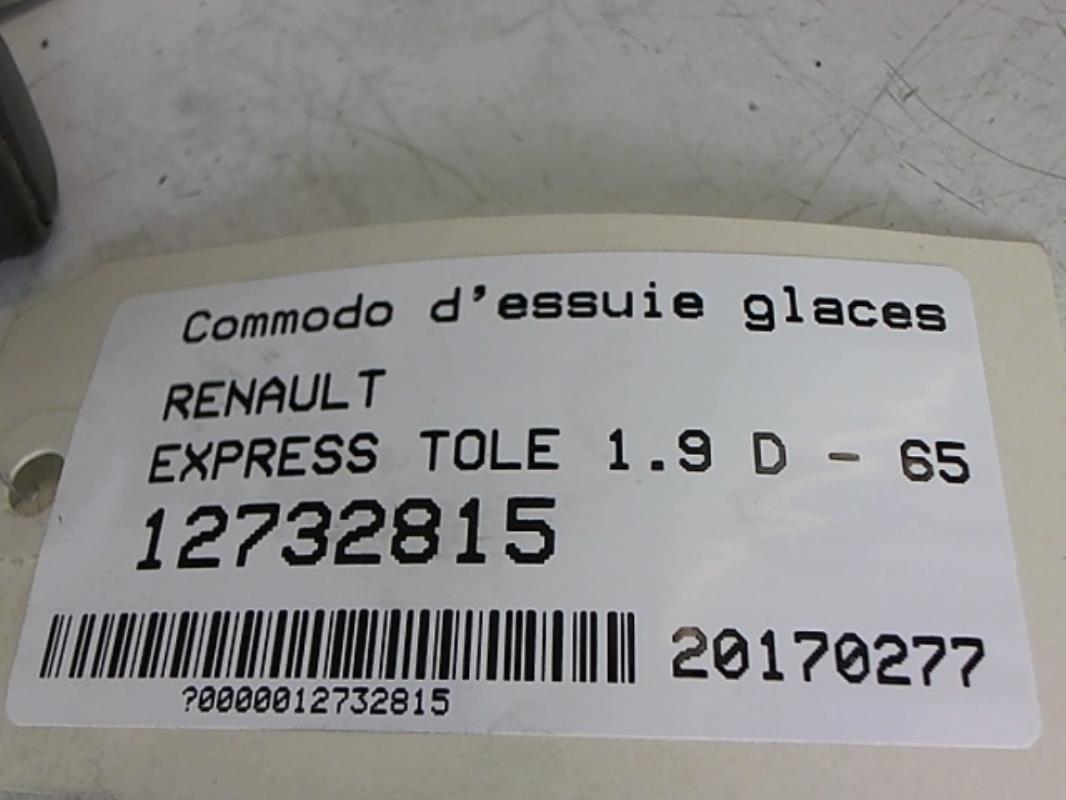 Commodo d'essuie glaces
RENAULT
EXPRESS TOLE 1.9 D - 65
12732815
20170277
?0000012732815